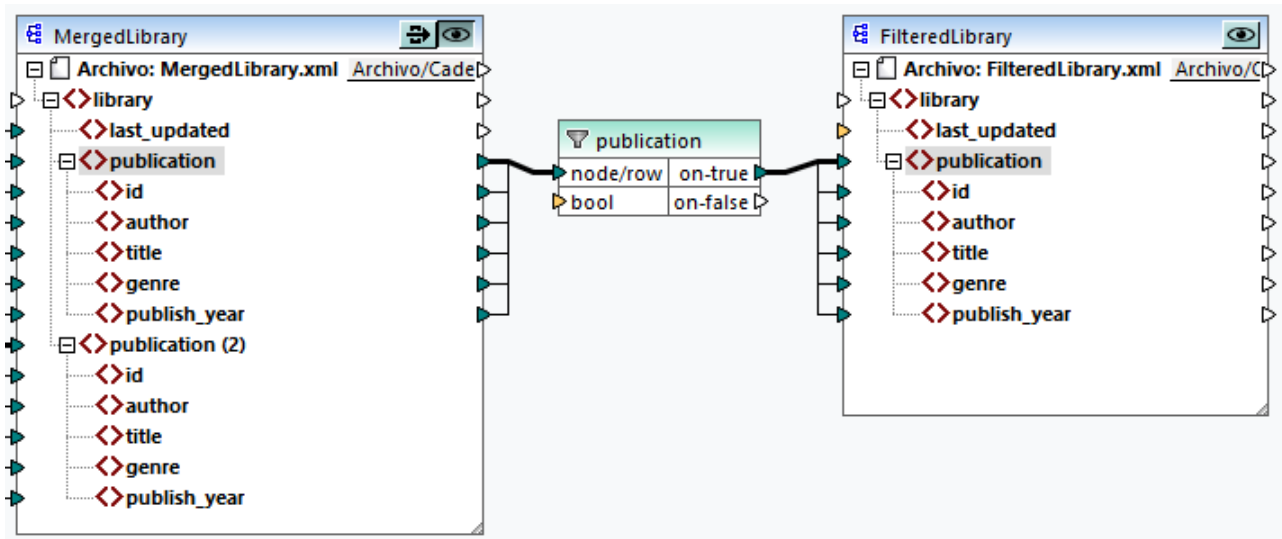 MergedLibrary
Archivo: MergedLibrary.xml Archivo/Cade
library
last_updated
publication
id
author
title
genre
publish_year
publication (2)
id
author
title
genre
publish_year
publication
node/row on-true
bool on-false
FilteredLibrary
Archivo: FilteredLibrary.xml Archivo/C
library
last_updated
publication
id
author
title
genre
publish_year